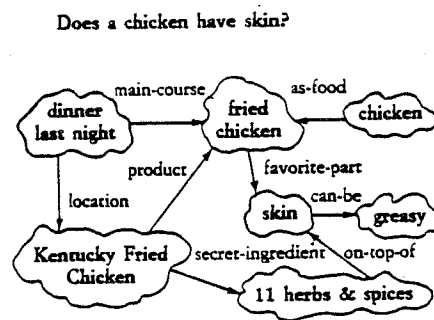 Does a chicken have skin?
main-course
as-food
dinner
last night
fried
chicken
chicken
product
favorite-part
location
can-be
skin
greasy
Kentucky Fried
Chicken
secret-ingredient
on-top-of
11 herbs & spices